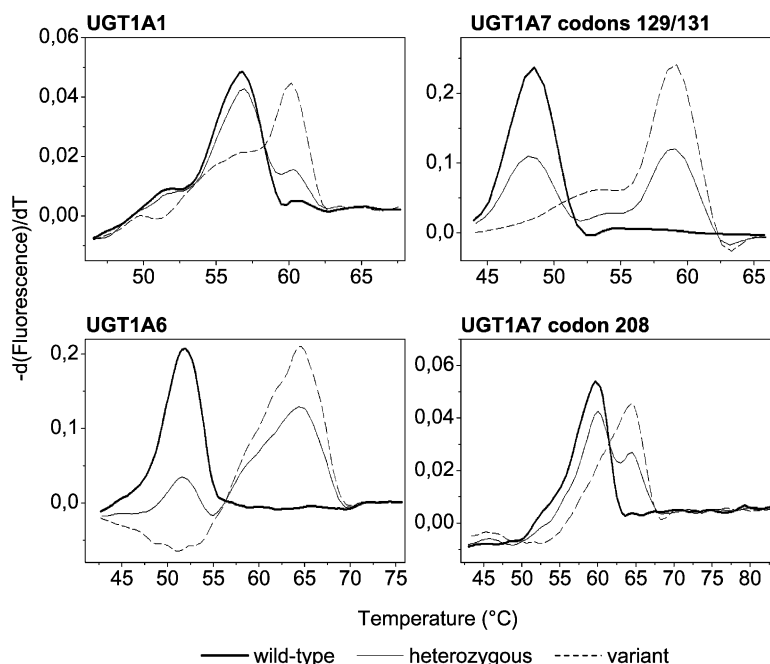 UGT1A1
UGT1A7 codons 129/131
-d(Fluorescence)/dT
0,06
0,04
0,02
0,00
50 55 60 65
0,2
0,1
0,0
45 50 55 60 65
UGT1A6
UGT1A7 codon 208
0,2
0,1
0,0
45 50 55 60 65 70 75
0,06
0,04
0,02
0,00
45 50 55 60 65 70 75 80
Temperature (°C)
wild-type heterozygous variant